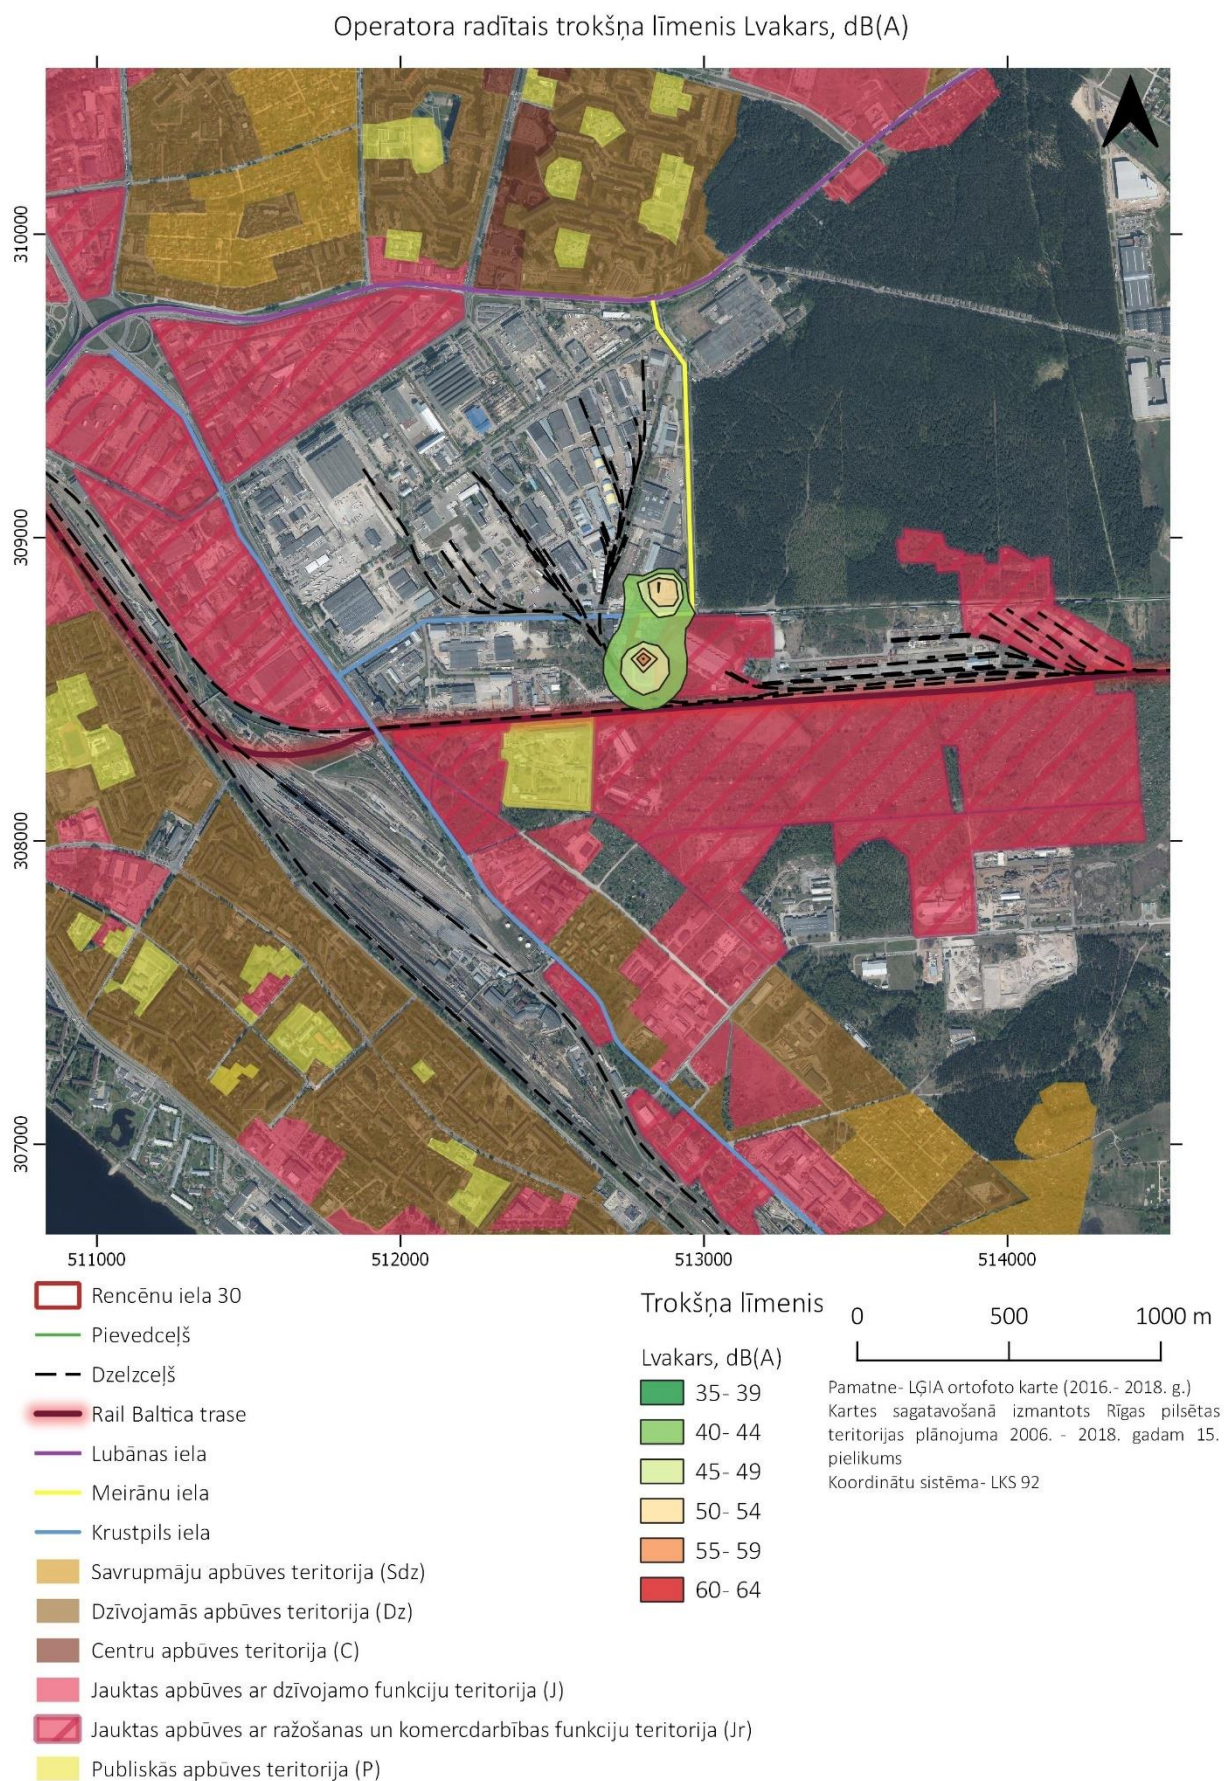 Operatora radītais trokšņa līmenis Lvakars, dB(A)
310000
309000
308000
307000
511000
512000
513000
514000
Rencēnu iela 30
Pievedceļš
Dzelzceļš
Rail Baltica trase
Lubānas iela
Meirānu iela
Krustpils iela
Savrupmāju apbūves teritorija (Sdz)
Dzīvojamās apbūves teritorija (Dz)
Centru apbūves teritorija (C)
Jauktas apbūves ar dzīvojamo funkciju teritorija (J)
Jauktas apbūves ar ražošanas un komercdarbības funkciju teritorija (Jr)
Publiskās apbūves teritorija (P)
Trokšņa līmenis
Lvakars, dB(A)
35- 39
40- 44
45- 49
50- 54
55- 59
60- 64
0 500 1000 m
Pamatne- LĢIA ortofoto karte (2016.- 2018. g.)
Kartes sagatavošanā izmantots Rīgas pilsētas
teritorijas plānojuma 2006. - 2018. gadam 15.
pielikums
Koordinātu sistēma- LKS 92